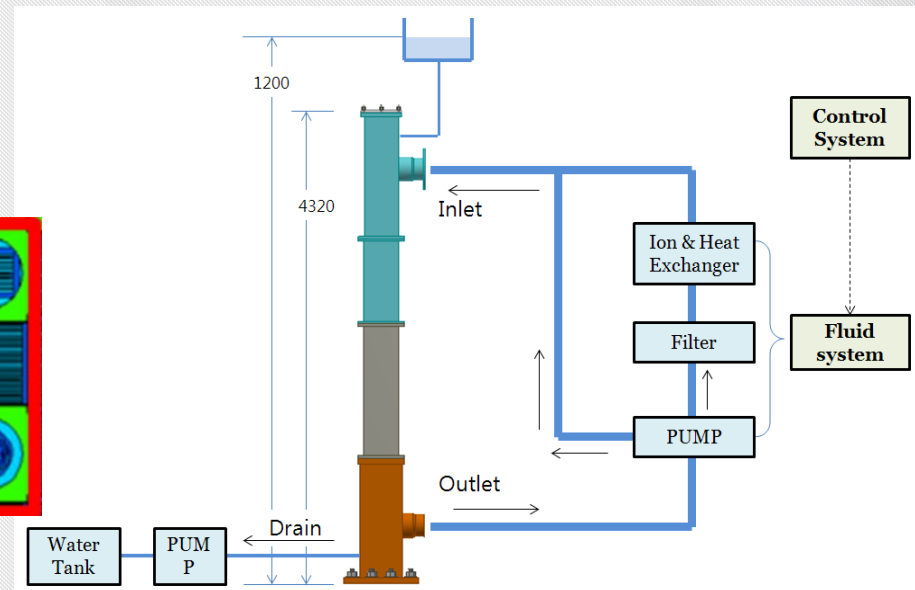 1200
4320
Control
System
Inlet
Ion & Heat
Exchanger
Filter
Fluid
system
PUMP
Outlet
Drain
Water
Tank
PUM
P